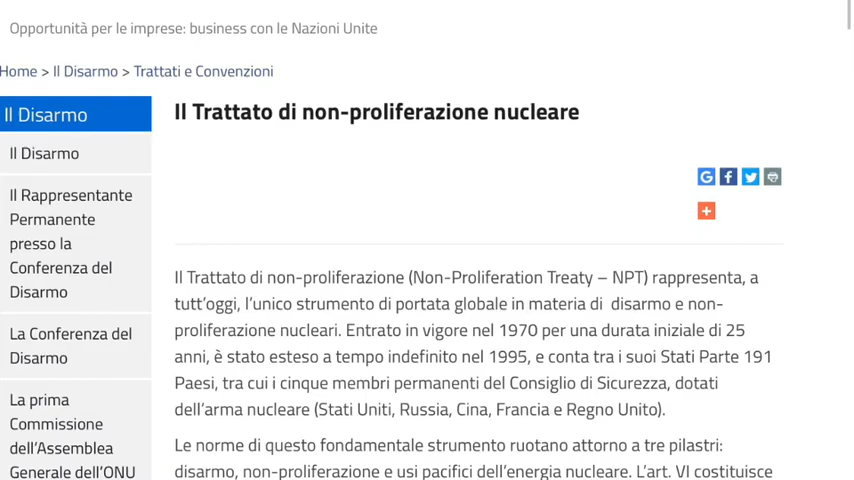 Opportunità per le imprese: business con le Nazioni Unite
Home > Il Disarmo > Trattati e Convenzioni
Il Disarmo
Il Disarmo
Il Rappresentante
Permanente
presso la
Conferenza del
Disarmo
La Conferenza del
Disarmo
La prima
Commissione
dell’Assemblea
Generale dell’ONU
Il Trattato di non-proliferazione nucleare
Il Trattato di non-proliferazione (Non-Proliferation Treaty – NPT) rappresenta, a
tutt’oggi, l’unico strumento di portata globale in materia di disarmo e non-
proliferazione nucleari. Entrato in vigore nel 1970 per una durata iniziale di 25
anni, è stato esteso a tempo indefinito nel 1995, e conta tra i suoi Stati Parte 191
Paesi, tra cui i cinque membri permanenti del Consiglio di Sicurezza, dotati
dell’arma nucleare (Stati Uniti, Russia, Cina, Francia e Regno Unito).
Le norme di questo fondamentale strumento ruotano attorno a tre pilastri:
disarmo, non-proliferazione e usi pacifici dell’energia nucleare. L’art. VI costituisce